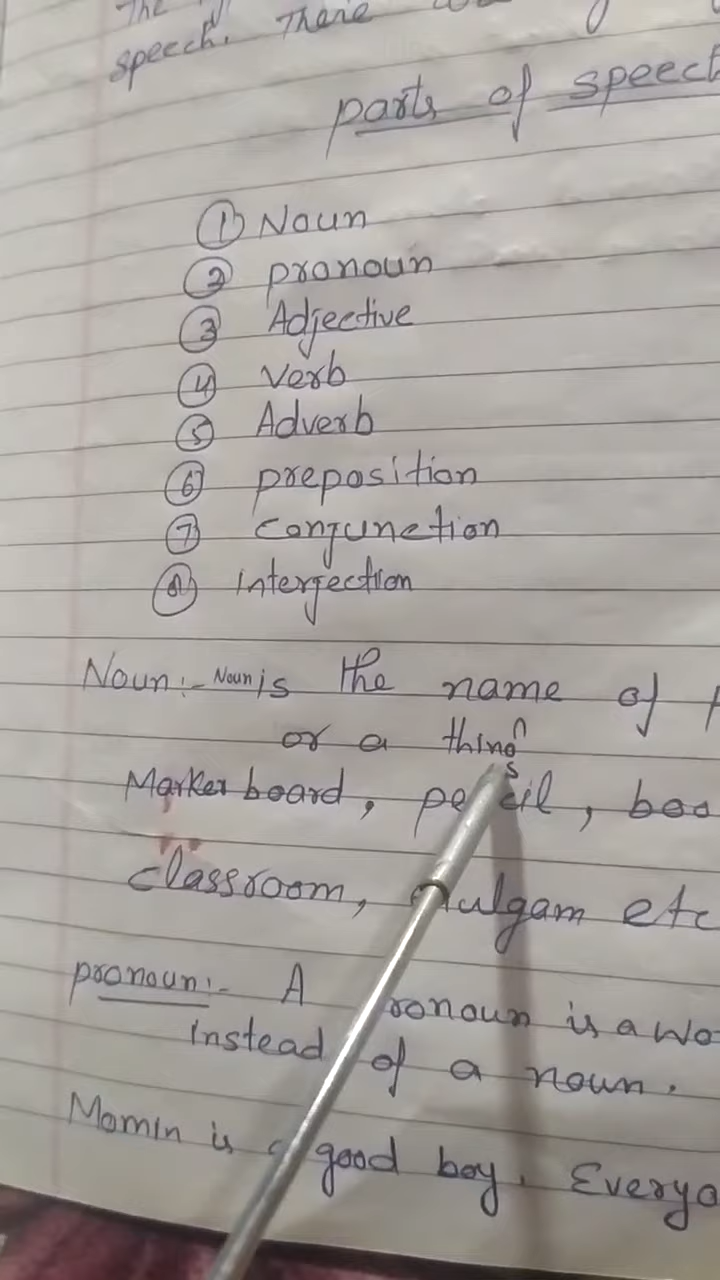 The
speech. There
parts of speech
① Noun
② pronoun
③ Adjective
④ Verb
⑤ Adverb
⑥ preposition
⑦ conjunction
⑧ interjection
Noun:- Noun is the name of
or a thing
Marker board, pencil,
classroom, etc
pronoun:- A pronoun is a
instead of a noun.
Momin is a good boy.